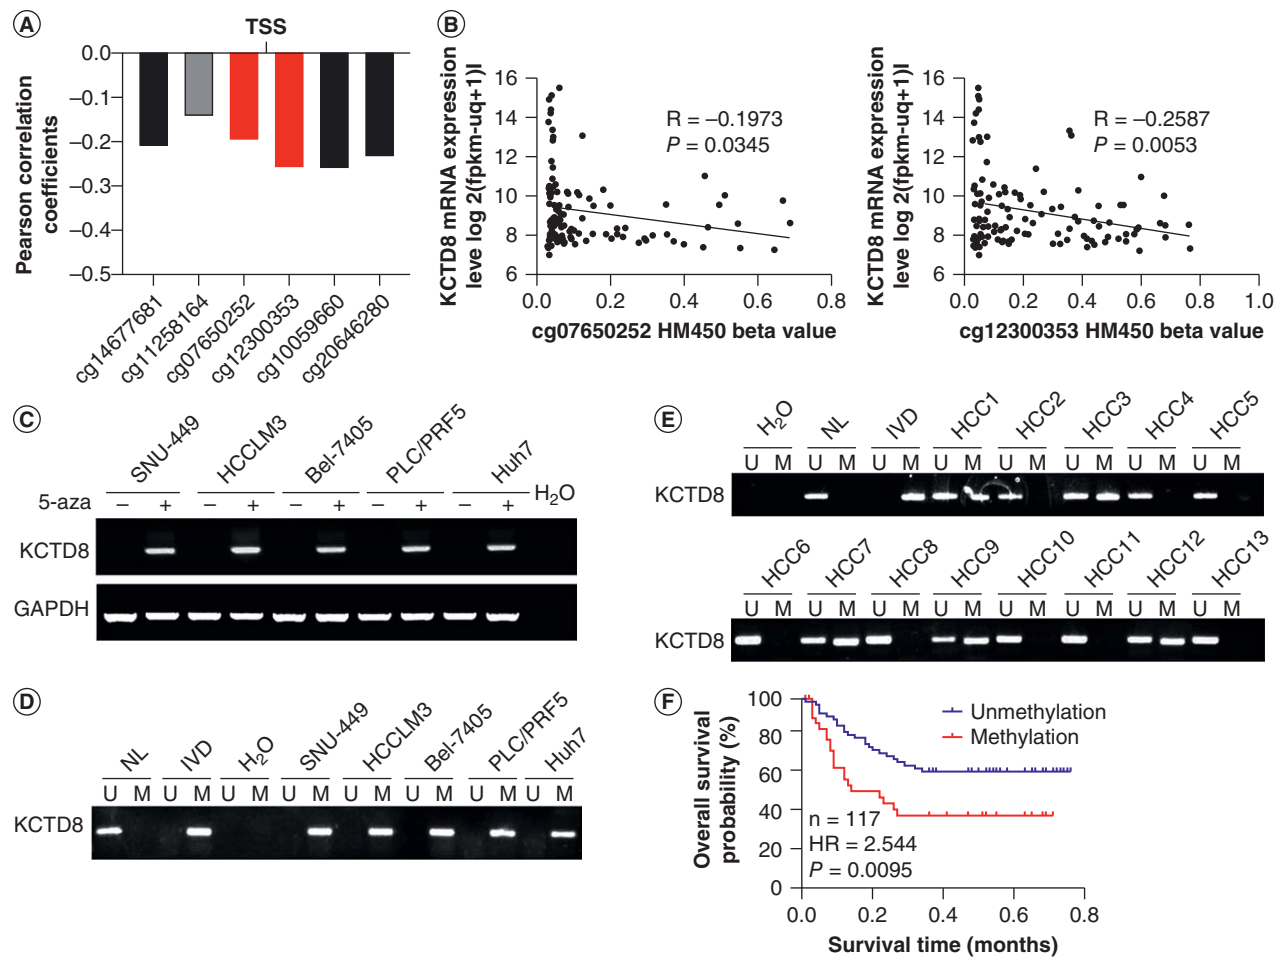 A
TSS
Pearson correlation
coefficients
0.0
–0.1
–0.2
–0.3
–0.4
–0.5
cg14677681
cg11258164
cg07650252
cg12300353
cg10059660
cg20646280
B
KCTD8 mRNA expression
leve log 2(fpkm-uq+1)l
16
14
12
10
8
6
R = –0.1973
P = 0.0345
0.0 0.2 0.4 0.6 0.8
cg07650252 HM450 beta value
KCTD8 mRNA expression
leve log 2(fpkm-uq+1)l
16
14
12
10
8
6
R = –0.2587
P = 0.0053
0.0 0.2 0.4 0.6 0.8 1.0
cg12300353 HM450 beta value
C
SNU-449 HCCLM3 Bel-7405 PLC/PRF5 Huh7
5-aza – + – + – + – + – + H2O
KCTD8
GAPDH
D
NL IVD H2O SNU-449 HCCLM3 Bel-7405 PLC/PRF5 Huh7
U M U M U M U M U M U M U M U M
KCTD8
E
H2O NL IVD HCC1 HCC2 HCC3 HCC4 HCC5
U M U M U M U M U M U M U M U M
KCTD8
HCC6 HCC7 HCC8 HCC9 HCC10 HCC11 HCC12 HCC13
U M U M U M U M U M U M U M U M
KCTD8
F
Overall survival
probability (%)
100
80
60
40
20
0
Unmethylation
Methylation
n = 117
HR = 2.544
P = 0.0095
0.0 0.2 0.4 0.6 0.8
Survival time (months)